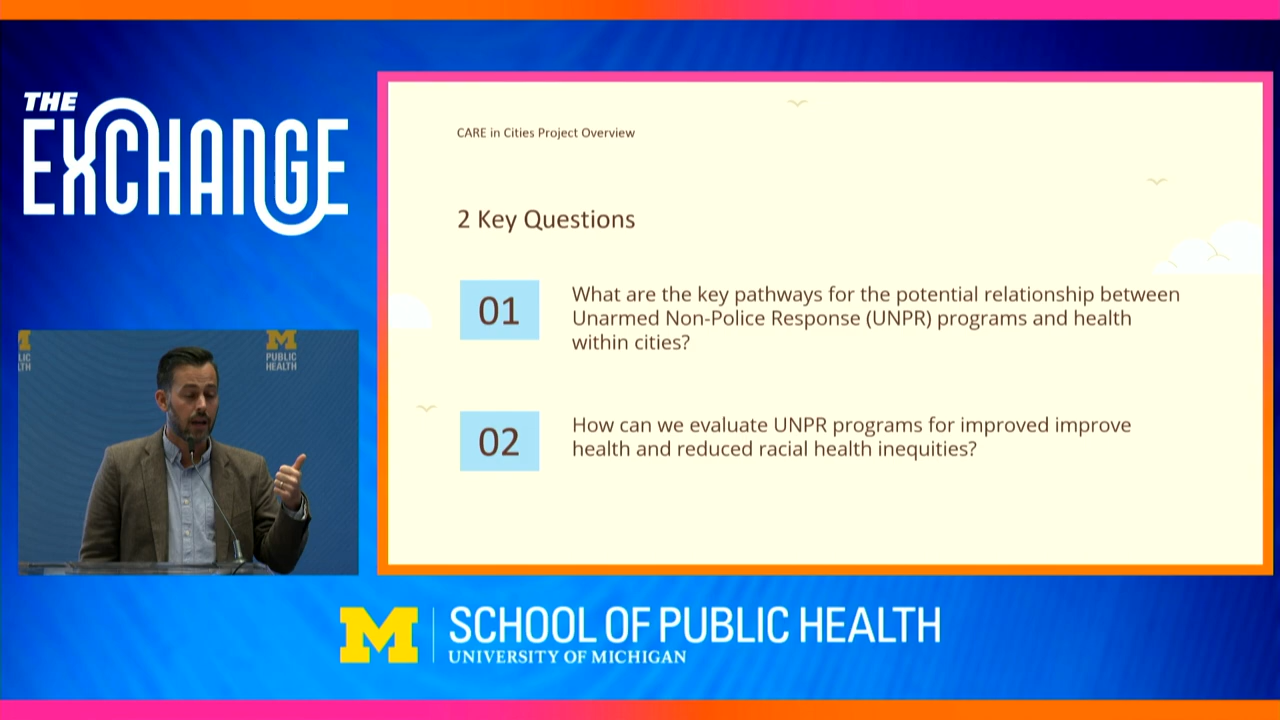 THE
EXCHANGE
CARE in Cities Project Overview
2 Key Questions
01
What are the key pathways for the potential relationship between
Unarmed Non-Police Response (UNPR) programs and health
within cities?
02
How can we evaluate UNPR programs for improved improve
health and reduced racial health inequities?
M
LIC
LTH
M
PUBLIC
HEALTH
M
SCHOOL OF PUBLIC HEALTH
UNIVERSITY OF MICHIGAN